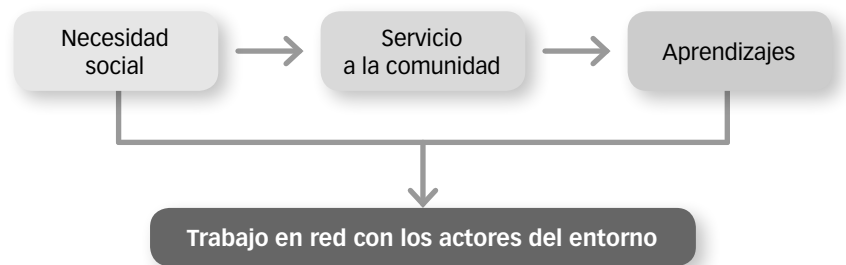 Necesidad
social
Servicio
a la comunidad
Aprendizajes
Trabajo en red con los actores del entorno